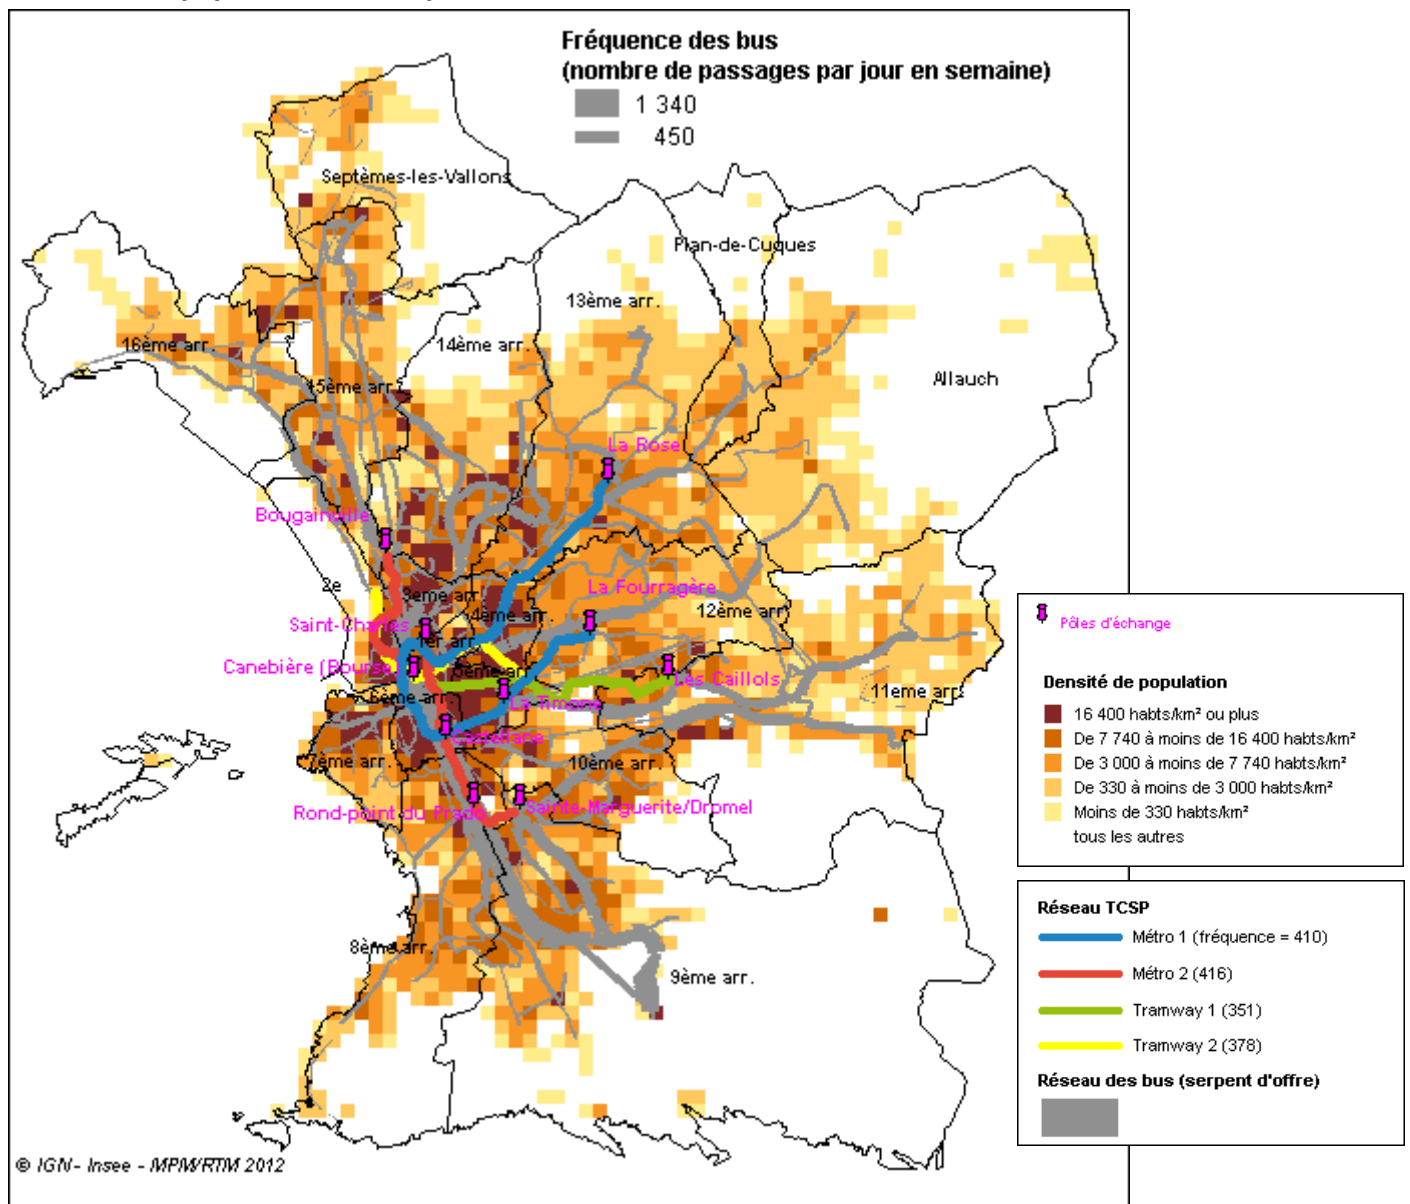 Fréquence des bus
(nombre de passages par jour en semaine)
1 340
450
Septèmes-les-Vallons
Plan-de-Cuques
13ème arr.
14ème arr.
16ème arr.
Allauch
15ème arr.
La Rose
Bougainville
2e
3eme arr.
La Fourragère
12ème arr.
4ème arr.
Saint-Charles
1er arr.
Canebière (Bourse)
Les Caillols
11eme arr.
La Timone
Castellane
7ème arr.
10ème arr.
Rond-point du Prado
Sainte-Marguerite/Dromel
8ème arr.
9ème arr.
Pôles d'échange
Densité de population
16 400 habts/km² ou plus
De 7 740 à moins de 16 400 habts/km²
De 3 000 à moins de 7 740 habts/km²
De 330 à moins de 3 000 habts/km²
Moins de 330 habts/km²
tous les autres
Réseau TCSP
Métro 1 (fréquence = 410)
Métro 2 (416)
Tramway 1 (351)
Tramway 2 (378)
Réseau des bus (serpent d'offre)
© IGN - Insee - MPM/RTM 2012